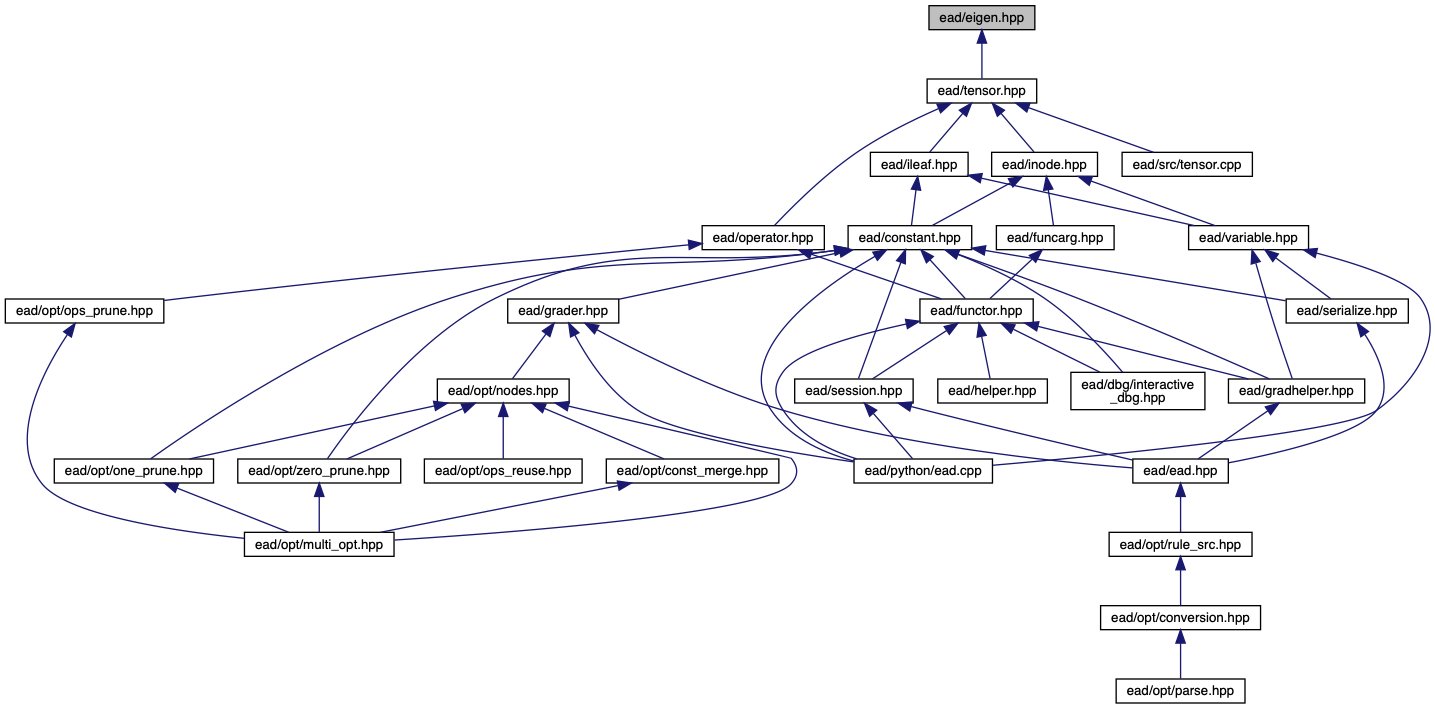 ead/eigen.hpp
ead/tensor.hpp
ead/ileaf.hpp
ead/inode.hpp
ead/src/tensor.cpp
ead/operator.hpp
ead/constant.hpp
ead/funcarg.hpp
ead/variable.hpp
ead/opt/ops_prune.hpp
ead/grader.hpp
ead/functor.hpp
ead/serialize.hpp
ead/opt/nodes.hpp
ead/session.hpp
ead/helper.hpp
ead/dbg/interactive
_dbg.hpp
ead/gradhelper.hpp
ead/opt/one_prune.hpp
ead/opt/zero_prune.hpp
ead/opt/ops_reuse.hpp
ead/opt/const_merge.hpp
ead/python/ead.cpp
ead/ead.hpp
ead/opt/multi_opt.hpp
ead/opt/rule_src.hpp
ead/opt/conversion.hpp
ead/opt/parse.hpp